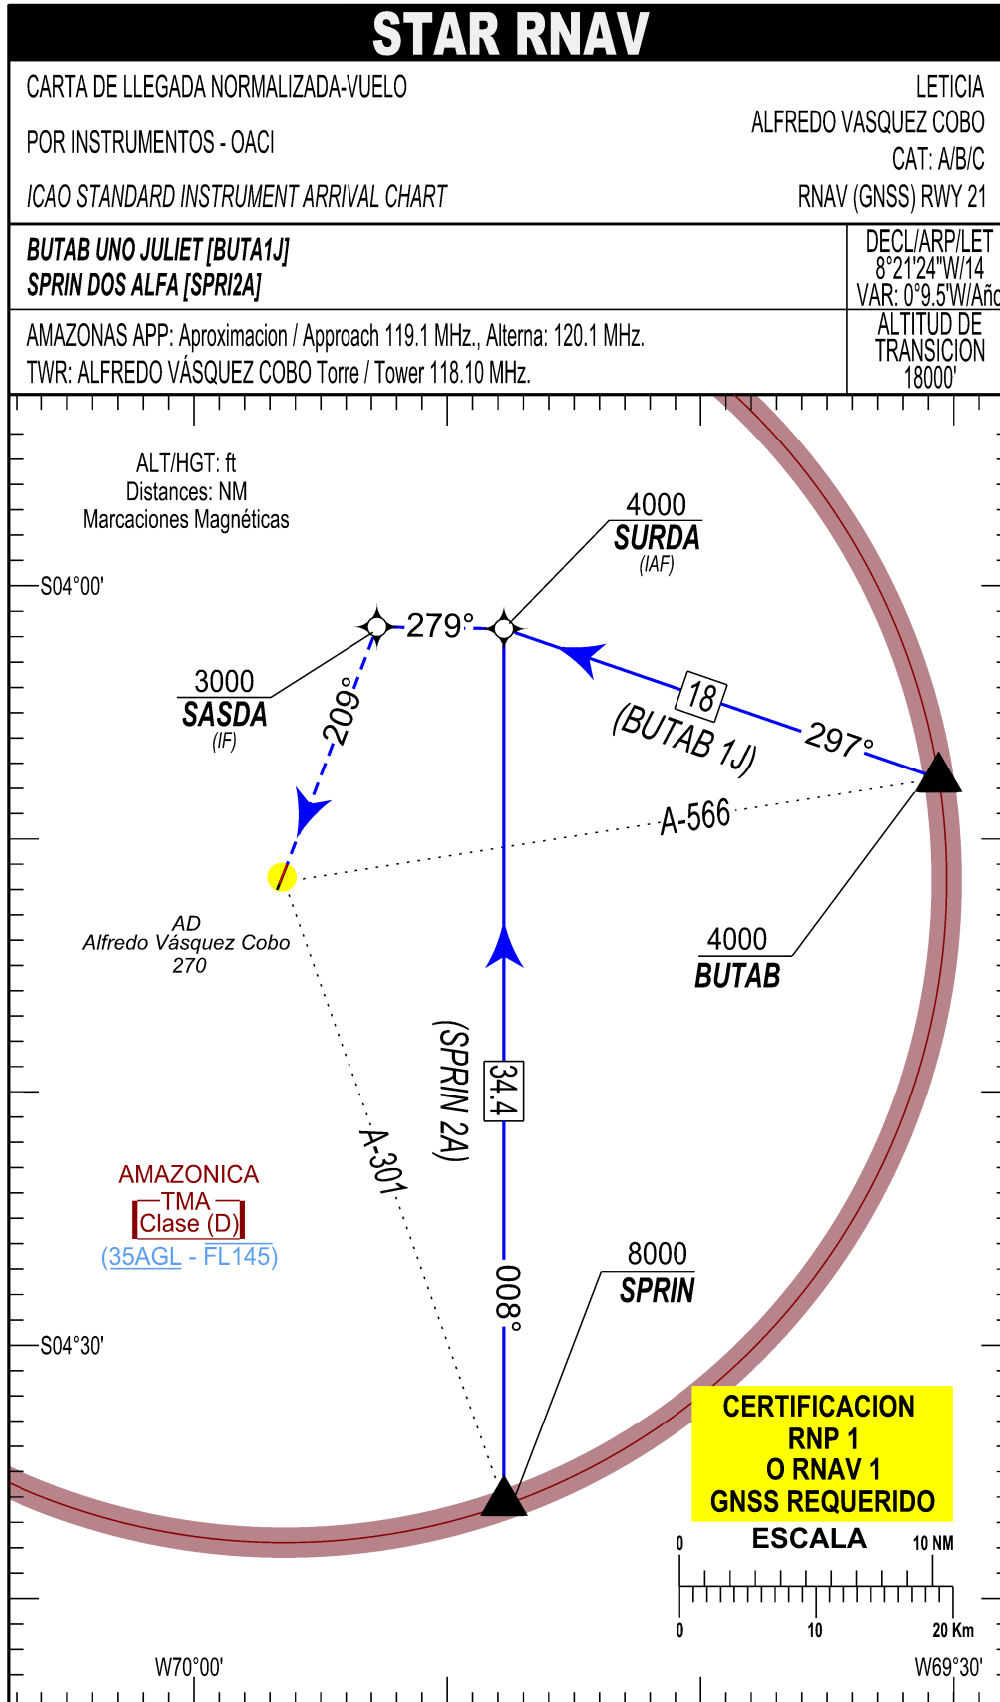 STAR RNAV
CARTA DE LLEGADA NORMALIZADA-VUELO
POR INSTRUMENTOS - OACI
ICAO STANDARD INSTRUMENT ARRIVAL CHART
LETICIA
ALFREDO VASQUEZ COBO
CAT: A/B/C
RNAV (GNSS) RWY 21
BUTAB UNO JULIET [BUTA1J]
SPRIN DOS ALFA [SPRI2A]
DECL/ARP/LET
8°21'24"W/14
VAR: 0°9.5'W/Año
AMAZONAS APP: Aproximacion / Approach 119.1 MHz., Alterna: 120.1 MHz.
TWR: ALFREDO VÁSQUEZ COBO Torre / Tower 118.10 MHz.
ALTITUD DE
TRANSICION
18000'
ALT/HGT: ft
Distances: NM
Marcaciones Magnéticas
4000
SURDA
(IAF)
S04°00'
279°
3000
SASDA
(IF)
209°
18
(BUTAB 1J)
297°
A-566
AD
Alfredo Vásquez Cobo
270
4000
BUTAB
(SPRIN 2A)
34.4
A-301
AMAZONICA
TMA
Clase (D)
(35AGL - FL145)
008°
8000
SPRIN
S04°30'
CERTIFICACION
RNP 1
O RNAV 1
GNSS REQUERIDO
ESCALA
0 10 NM
0 10 20 Km
W70°00' W69°30'